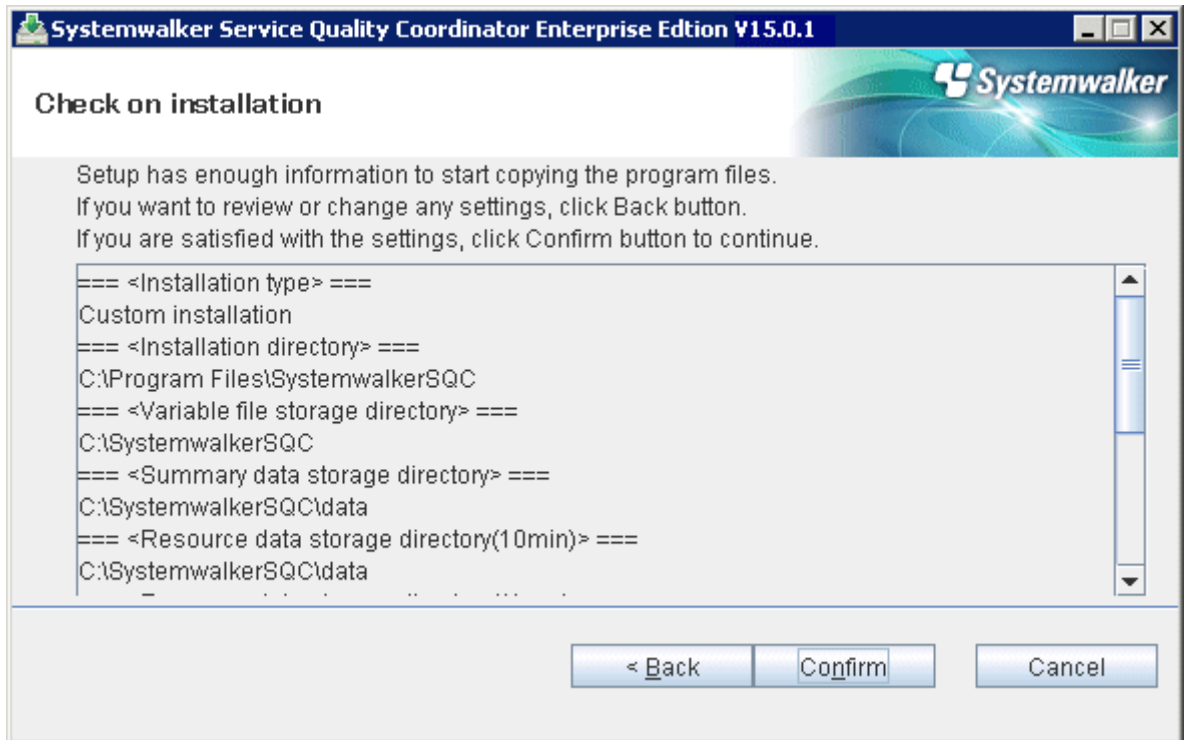 Systemwalker Service Quality Coordinator Enterprise Edtion V15.0.1
Systemwalker
Check on installation
Setup has enough information to start copying the program files.
If you want to review or change any settings, click Back button.
If you are satisfied with the settings, click Confirm button to continue.
=== <Installation type> ===
Custom installation
=== <Installation directory> ===
C:\Program Files\SystemwalkerSQC
=== <Variable file storage directory> ===
C:\SystemwalkerSQC
=== <Summary data storage directory> ===
C:\SystemwalkerSQC\data
=== <Resource data storage directory(10min)> ===
C:\SystemwalkerSQC\data
< Back
Confirm
Cancel